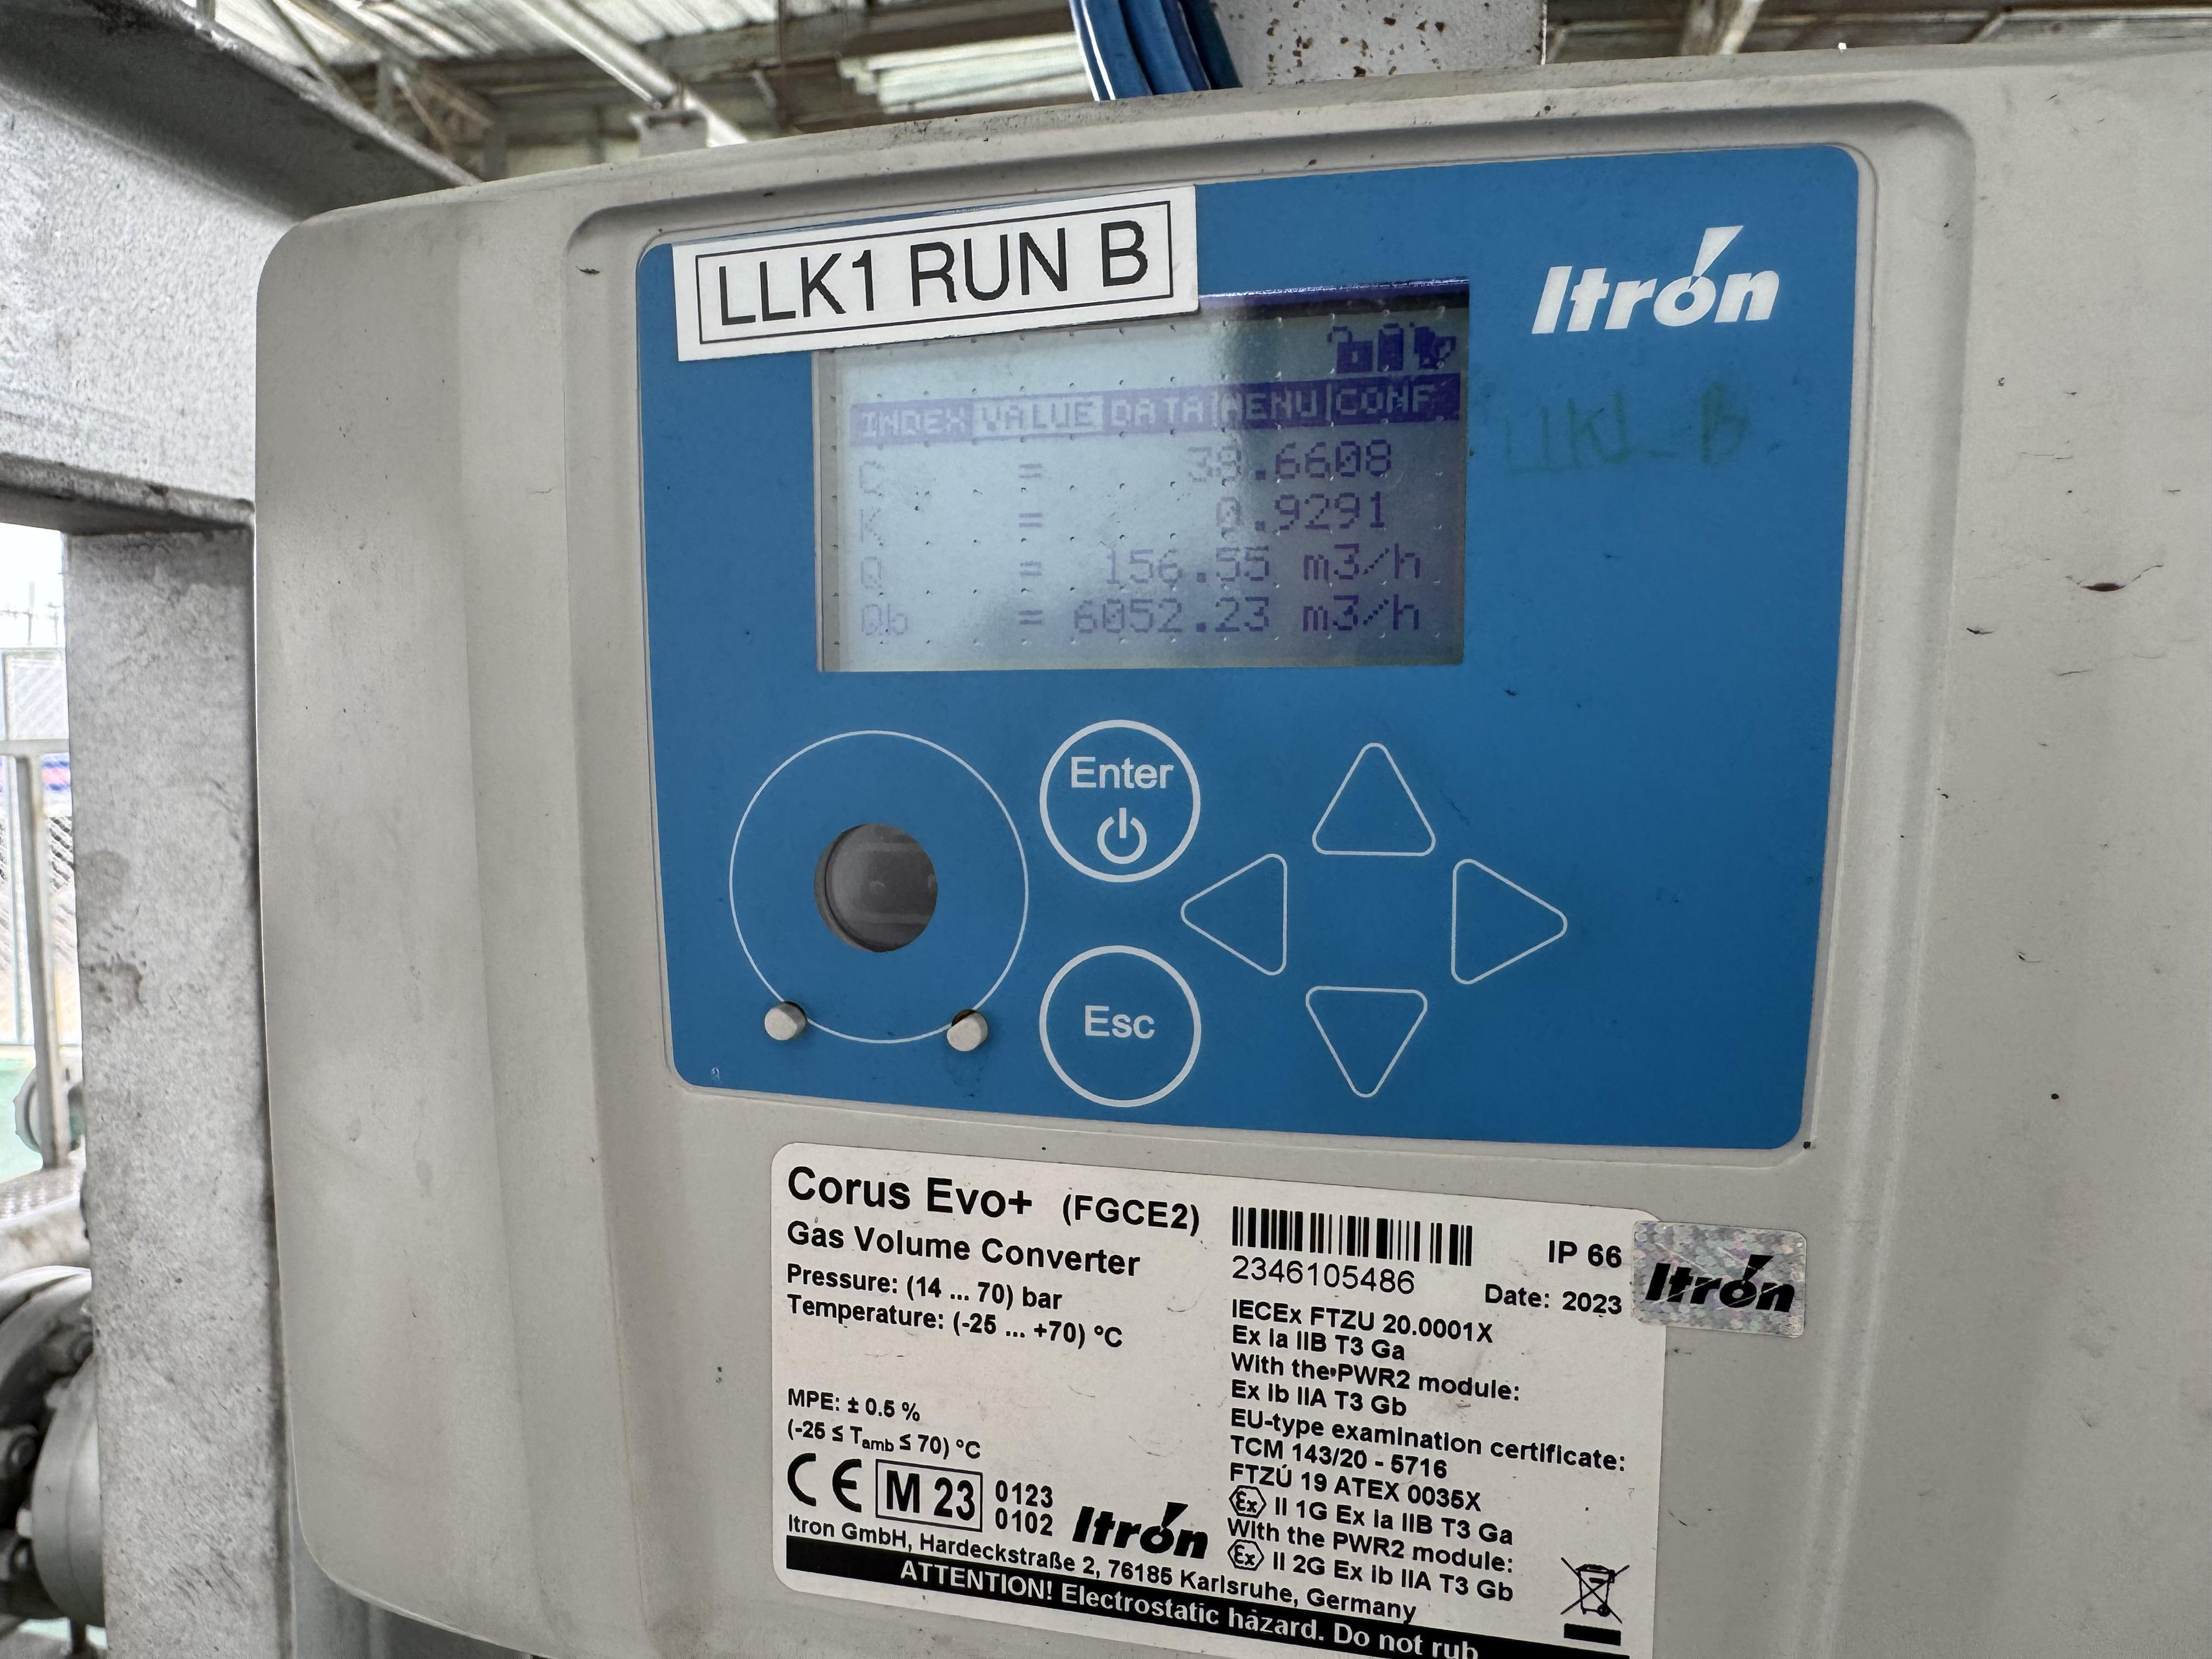 LLK1 RUN B
Itron
INDEX VALUE DATA MENU CONF
C = 38.6608
K = 0.9291
Q = 156.55 m3/h
Qb = 6052.23 m3/h
Enter
Esc
Corus Evo+ (FGCE2)
Gas Volume Converter
Pressure: (14 ... 70) bar
Temperature: (-25 ... +70) °C
MPE: ± 0.5 %
(-25 ≤ Tamb ≤ 70) °C
CE M 23 0123
0102
Itron
2346105486
IP 66
Date: 2023
Itron
IECEx FTZU 20.0001X
Ex ia IIB T3 Ga
With the PWR2 module:
Ex ib IIA T3 Gb
EU-type examination certificate:
TCM 143/20 - 5716
FTZÚ 19 ATEX 0035X
Ex II 1G Ex ia IIB T3 Ga
With the PWR2 module:
Ex II 2G Ex ib IIA T3 Gb
Itron GmbH, Hardeckstraße 2, 76185 Karlsruhe, Germany
ATTENTION! Electrostatic hazard. Do not rub